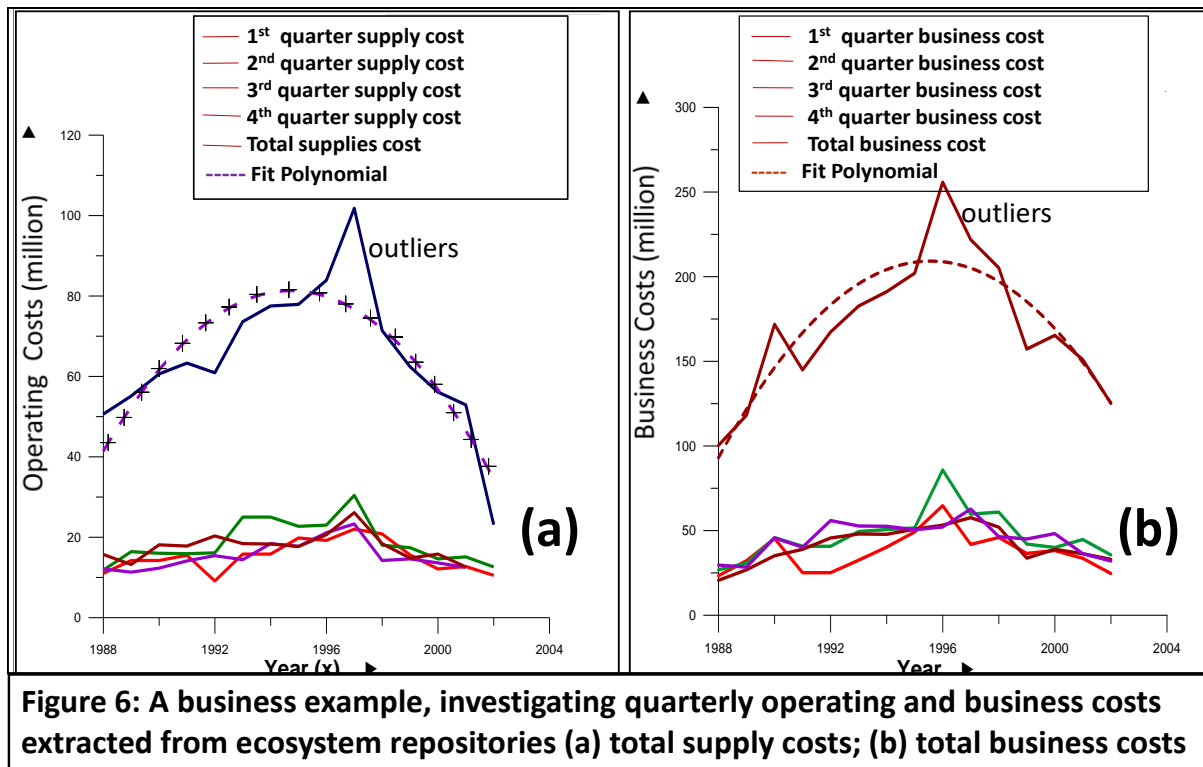 1st quarter supply cost
2nd quarter supply cost
3rd quarter supply cost
4th quarter supply cost
Total supplies cost
Fit Polynomial
Operating Costs (million)
120
100
80
60
40
20
0
outliers
(a)
1988
1992
1996
2000
2004
Year (x)
1st quarter business cost
2nd quarter business cost
3rd quarter business cost
4th quarter business cost
Total business cost
Fit Polynomial
Business Costs (million)
300
250
200
150
100
50
0
outliers
(b)
1988
1992
1996
2000
2004
Year
Figure 6: A business example, investigating quarterly operating and business costs
extracted from ecosystem repositories (a) total supply costs; (b) total business costs